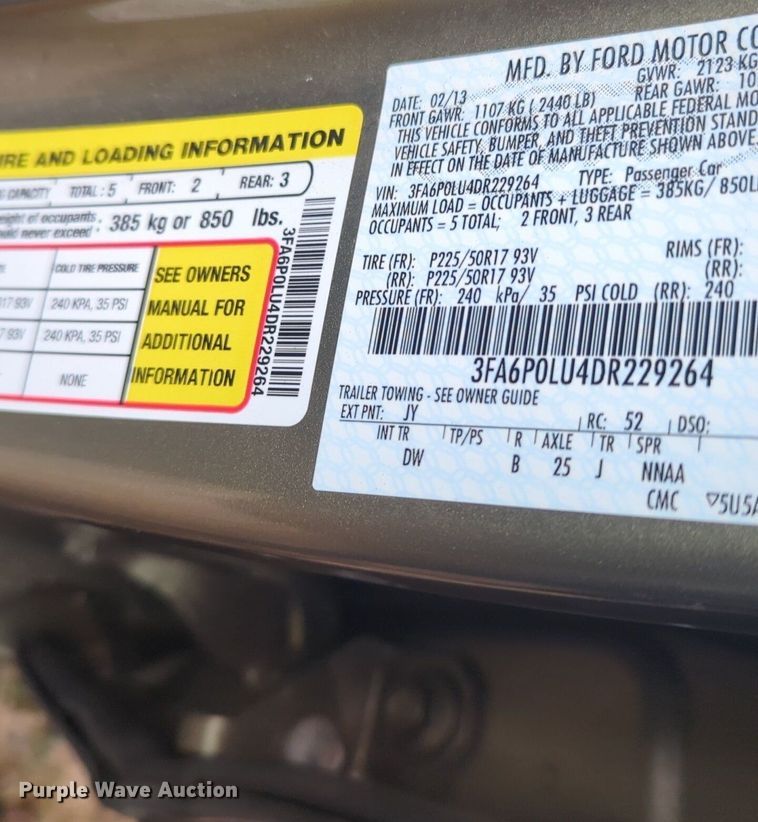 IRE AND LOADING INFORMATION
CAPACITY TOTAL: 5 FRONT: 2 REAR: 3
of occupants
never exceed : 385 kg or 850 lbs.
COLD TIRE PRESSURE
17 93V 240 KPA, 35 PSI
93V 240 KPA, 35 PSI
NONE
SEE OWNERS
MANUAL FOR
ADDITIONAL
INFORMATION
3FA6P0LU4DR229264
MFD. BY FORD MOTOR CO
DATE: 02/13 GVWR: 2123 KG
FRONT GAWR: 1107 KG ( 2440 LB) REAR GAWR: 10
THIS VEHICLE CONFORMS TO ALL APPLICABLE FEDERAL MO
VEHICLE SAFETY, BUMPER, AND THEFT PREVENTION STAND
IN EFFECT ON THE DATE OF MANUFACTURE SHOWN ABOVE.
VIN: 3FA6P0LU4DR229264 TYPE: Passenger Car
MAXIMUM LOAD = OCCUPANTS + LUGGAGE = 385KG/ 850L
OCCUPANTS = 5 TOTAL; 2 FRONT, 3 REAR
TIRE (FR): P225/50R17 93V RIMS (FR):
(RR): P225/50R17 93V (RR):
PRESSURE (FR): 240 kPa/ 35 PSI COLD (RR): 240
3FA6P0LU4DR229264
TRAILER TOWING - SEE OWNER GUIDE
EXT PNT: JY RC: 52 DSO:
INT TR TP/PS R AXLE TR SPR
DW B 25 J NNAA
CMC 5U5A
Purple Wave Auction